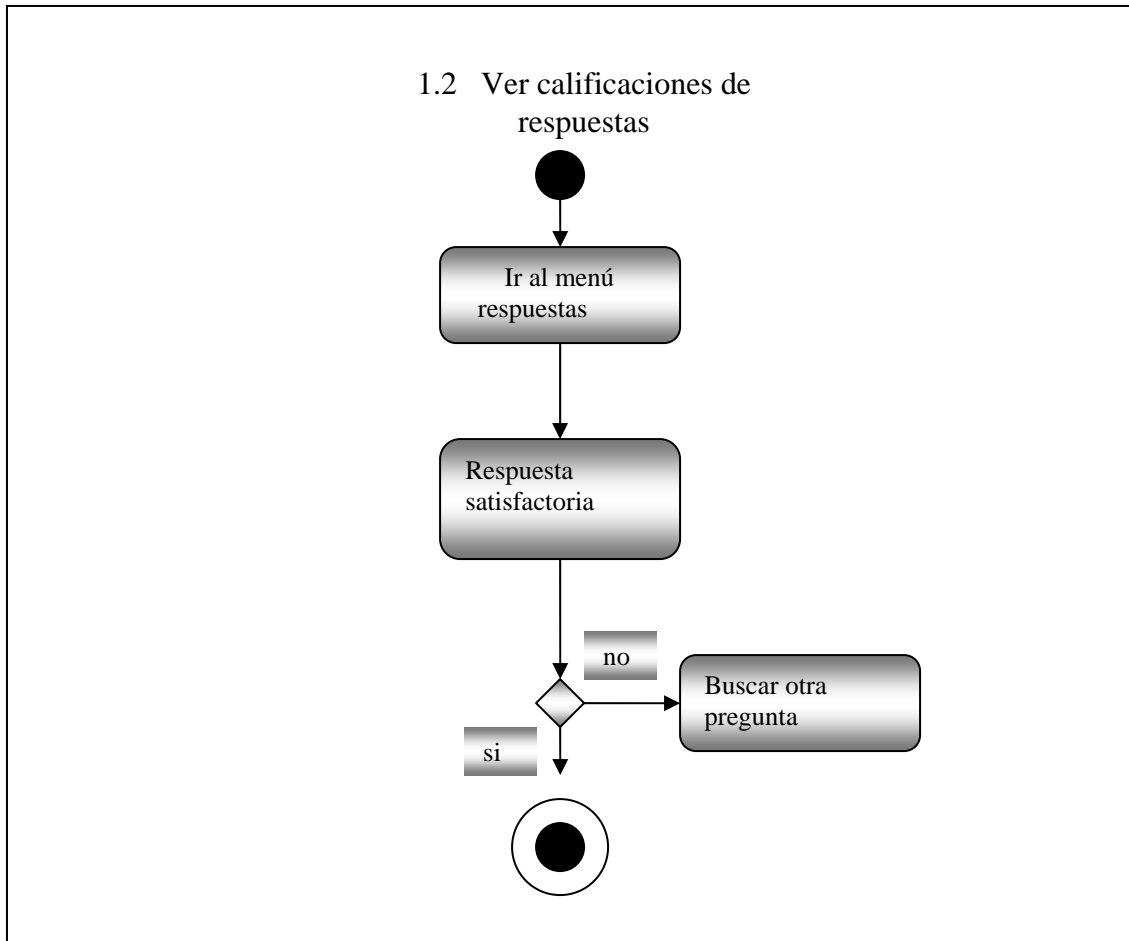 1.2 Ver calificaciones de
respuestas
Ir al menú
respuestas
Respuesta
satisfactoria
no
Buscar otra
pregunta
si